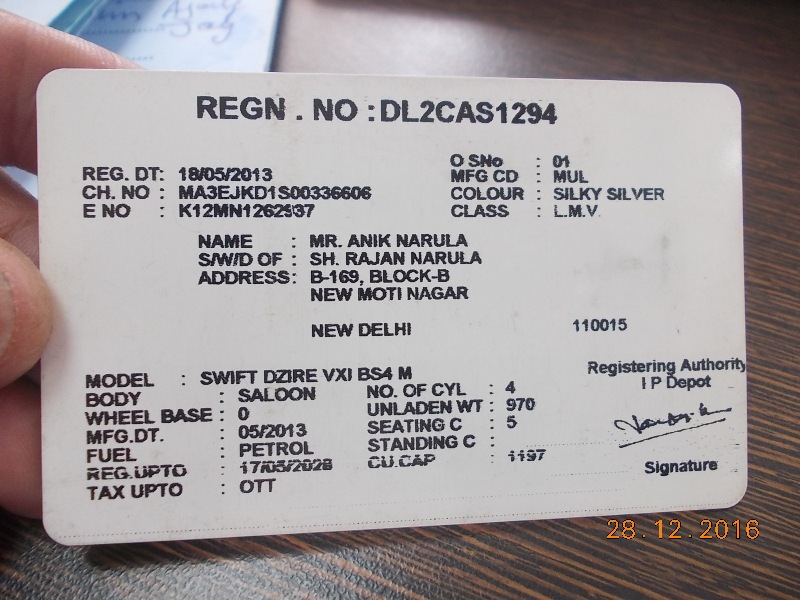 REGN . NO : DL2CAS1294
REG. DT: 18/05/2013
CH. NO : MA3EJKD1S00336606
E NO : K12MN1262937
O SNo : 01
MFG CD : MUL
COLOUR : SILKY SILVER
CLASS : L.M.V.
NAME : MR. ANIK NARULA
S/W/D OF : SH. RAJAN NARULA
ADDRESS: B-169, BLOCK-B
NEW MOTI NAGAR
NEW DELHI 110015
MODEL : SWIFT DZIRE VXI BS4 M
BODY : SALOON
WHEEL BASE : 0
MFG.DT. : 05/2013
FUEL : PETROL
REG.UPTO : 17/05/2028
TAX UPTO : OTT
NO. OF CYL : 4
UNLADEN WT : 970
SEATING C : 5
STANDING C :
CU.CAP : 1197
Registering Authority
I P Depot
Signature
28.12.2016